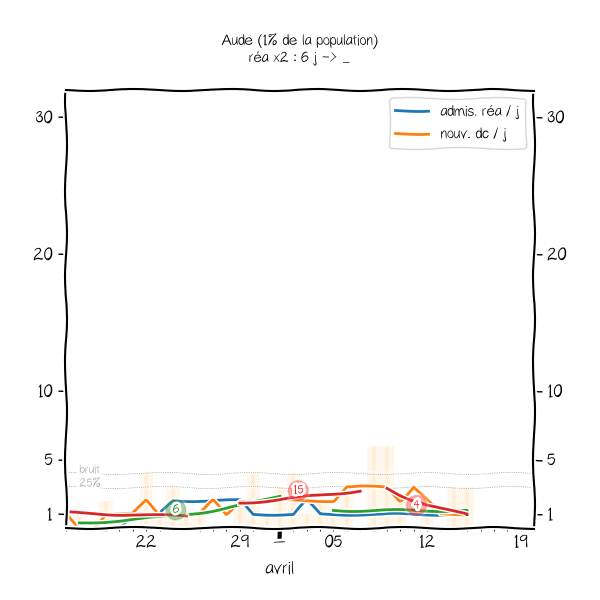 Aude (1% de la population)
réa x2 : 6 j -> _
admis. réa / j
nouv. dc / j
30 30
20 20
10 10
5 5
bruit
25%
15
6
4
1 1
22 29 05 12 19
avril